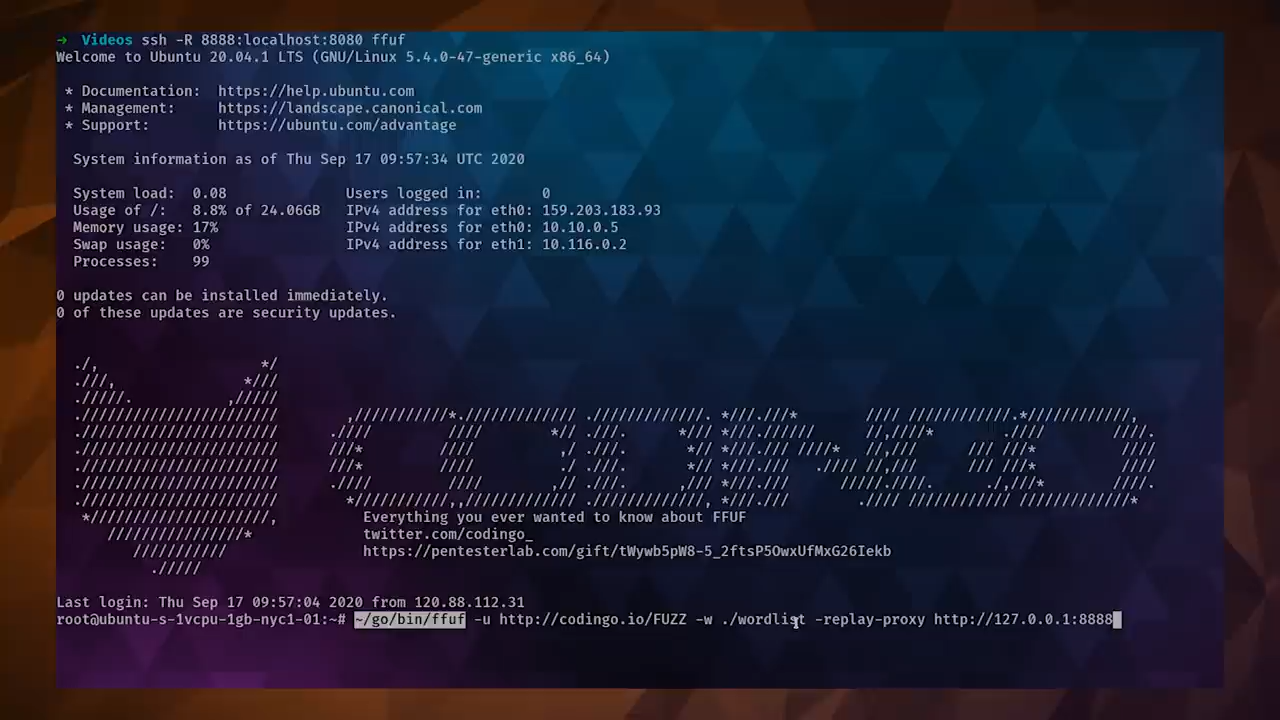 → Videos ssh -R 8888:localhost:8080 ffuf
Welcome to Ubuntu 20.04.1 LTS (GNU/Linux 5.4.0-47-generic x86_64)
* Documentation: https://help.ubuntu.com
* Management: https://landscape.canonical.com
* Support: https://ubuntu.com/advantage
System information as of Thu Sep 17 09:57:34 UTC 2020
System load: 0.08 Users logged in: 0
Usage of /: 8.8% of 24.06GB IPv4 address for eth0: 159.203.183.93
Memory usage: 17% IPv4 address for eth0: 10.10.0.5
Swap usage: 0% IPv4 address for eth1: 10.116.0.2
Processes: 99
0 updates can be installed immediately.
0 of these updates are security updates.
CODINGO
Everything you ever wanted to know about FFUF
twitter.com/codingo_
https://pentesterlab.com/gift/tWywb5pW8-5_2ftsP5OwxUfMxG26Iekb
Last login: Thu Sep 17 09:57:04 2020 from 120.88.112.31
root@ubuntu-s-1vcpu-1gb-nyc1-01:~# ~/go/bin/ffuf -u http://codingo.io/FUZZ -w ./wordlist -replay-proxy http://127.0.0.1:8888